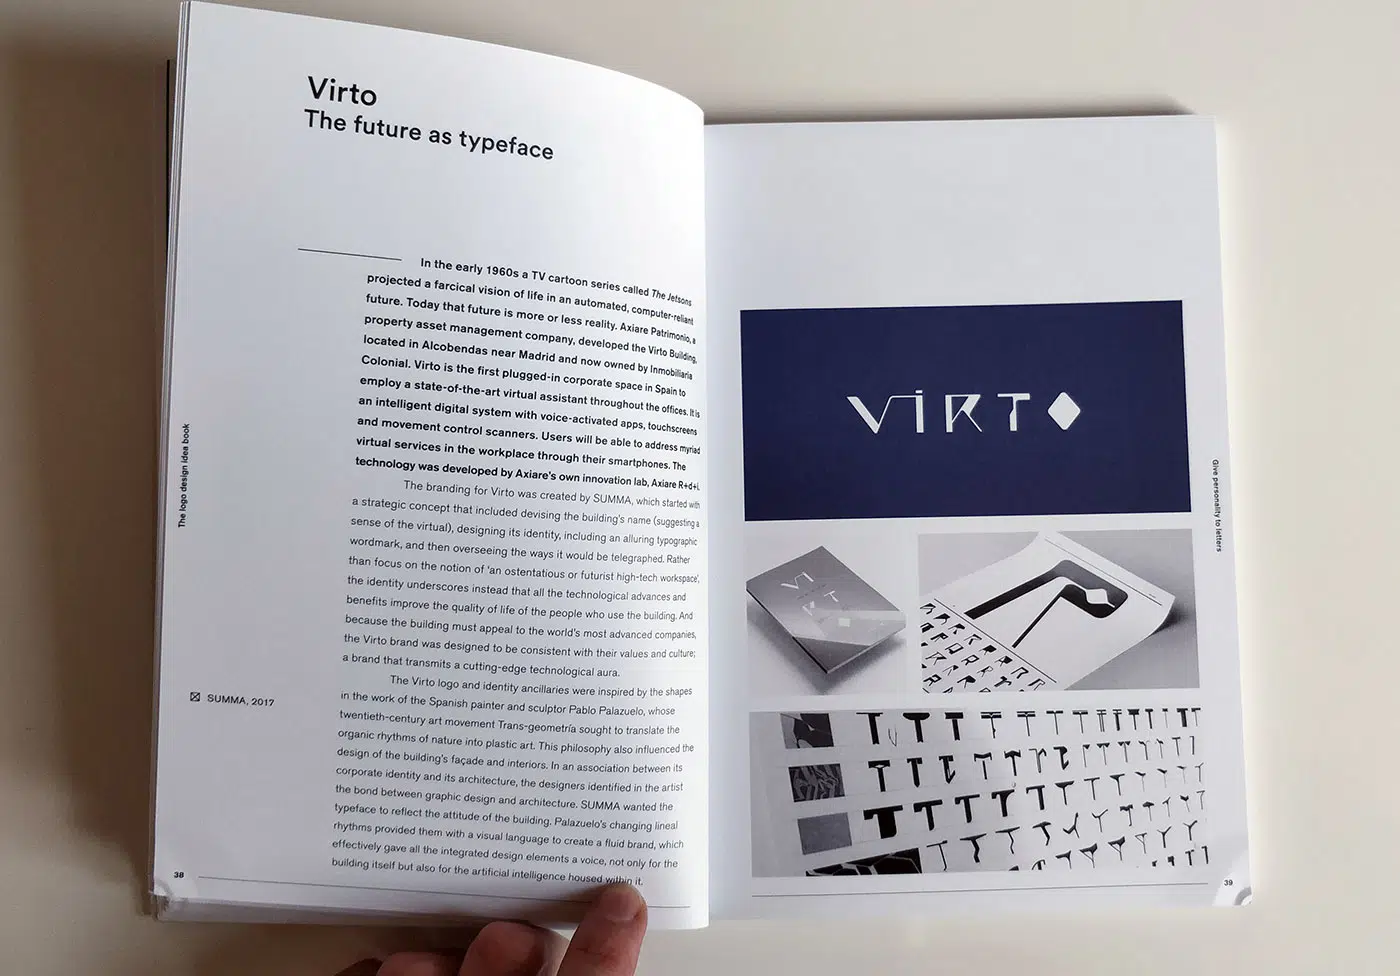 Virto
The future as typeface
In the early 1960s a TV cartoon series called The Jetsons
projected a farcical vision of life in an automated, computer-reliant
future. Today that future is more or less reality. Axiare Patrimonio, a
property asset management company, developed the Virto Building,
located in Alcobendas near Madrid and now owned by Inmobiliaria
Colonial. Virto is the first plugged-in corporate space in Spain to
employ a state-of-the-art virtual assistant throughout the offices. It is
an intelligent digital system with voice-activated apps, touchscreens
and movement control scanners. Users will be able to address myriad
virtual services in the workplace through their smartphones. The
technology was developed by Axiare's own innovation lab, Axiare R+d+i.
The branding for Virto was created by SUMMA, which started with
a strategic concept that included devising the building's name (suggesting a
sense of the virtual), designing its identity, including an alluring typographic
wordmark, and then overseeing the ways it would be telegraphed. Rather
than focus on the notion of 'an ostentatious or futurist high-tech workspace',
the identity underscores instead that all the technological advances and
benefits improve the quality of life of the people who use the building. And
because the building must appeal to the world's most advanced companies,
the Virto brand was designed to be consistent with their values and culture;
a brand that transmits a cutting-edge technological aura.
The Virto logo and identity ancillaries were inspired by the shapes
in the work of the Spanish painter and sculptor Pablo Palazuelo, whose
twentieth-century art movement Trans-geometría sought to translate the
organic rhythms of nature into plastic art. This philosophy also influenced the
design of the building's façade and interiors. In an association between its
corporate identity and its architecture, the designers identified in the artist
the bond between graphic design and architecture. SUMMA wanted the
typeface to reflect the attitude of the building. Palazuelo's changing lineal
rhythms provided them with a visual language to create a fluid brand, which
effectively gave all the integrated design elements a voice, not only for the
building itself but also for the artificial intelligence housed within it.
SUMMA, 2017
The logo design idea book
38
VIRTO
VI
RT
Give personality to letters
39